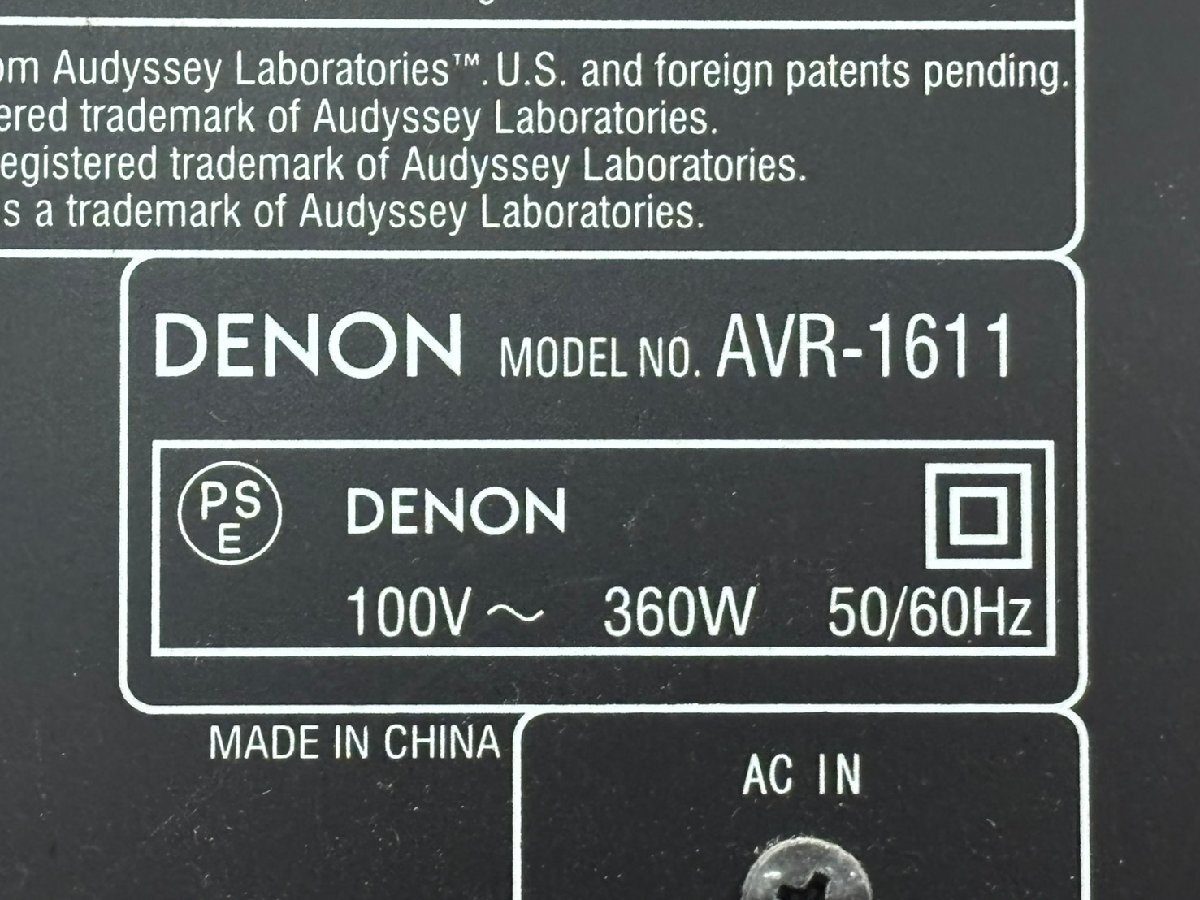 om Audyssey Laboratories™. U.S. and foreign patents pending.
ered trademark of Audyssey Laboratories.
egistered trademark of Audyssey Laboratories.
s a trademark of Audyssey Laboratories.
DENON MODEL NO. AVR-1611
PS
E
DENON
100V～ 360W 50/60Hz
MADE IN CHINA
AC IN